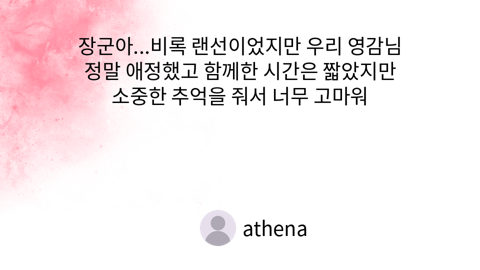 장군아...비록 랜선이었지만 우리 영감님
정말 애정했고 함께한 시간은 짧았지만
소중한 추억을 줘서 너무 고마워
athena